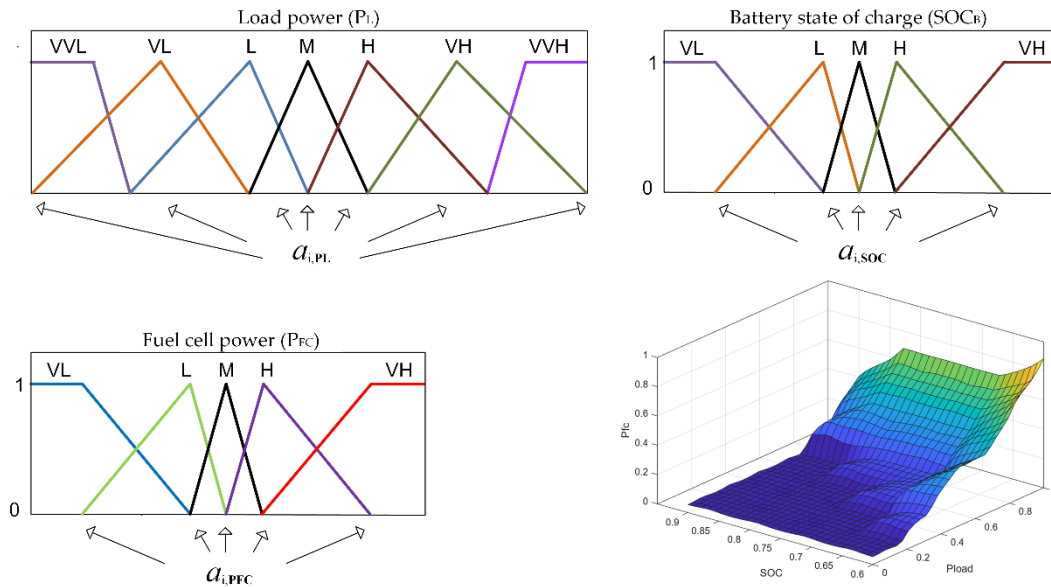 Load power (PL)
VVL VL L M H VH VVH
ai,PL
Battery state of charge (SOCB)
VL L M H VH
1
0
ai,SOC
Fuel cell power (PFC)
VL L M H VH
1
0
ai,PFC
1
0.8
0.6
0.4
0.2
0
Pfc
0.9
0.85
0.8
0.75
0.7
0.65
0.6
SOC
0
0.2
0.4
0.6
0.8
Pload